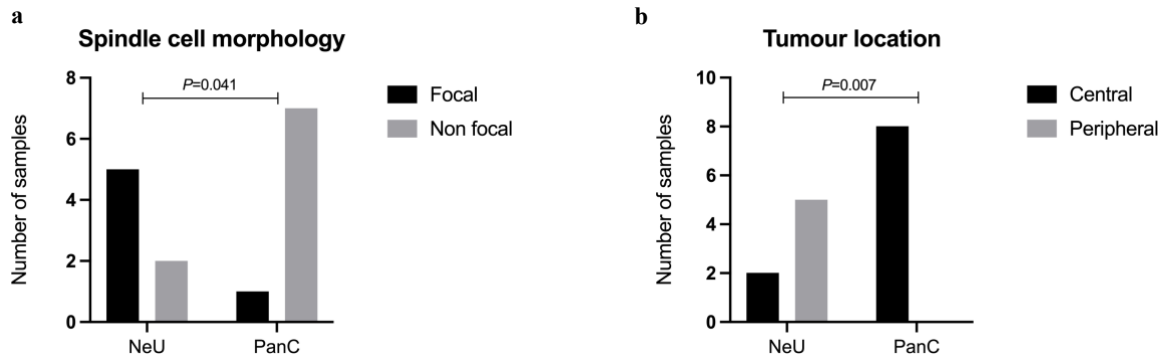 a
Spindle cell morphology
P=0.041
8
6
4
2
0
Number of samples
NeU
PanC
Focal
Non focal
b
Tumour location
P=0.007
10
8
6
4
2
0
Number of samples
NeU
PanC
Central
Peripheral